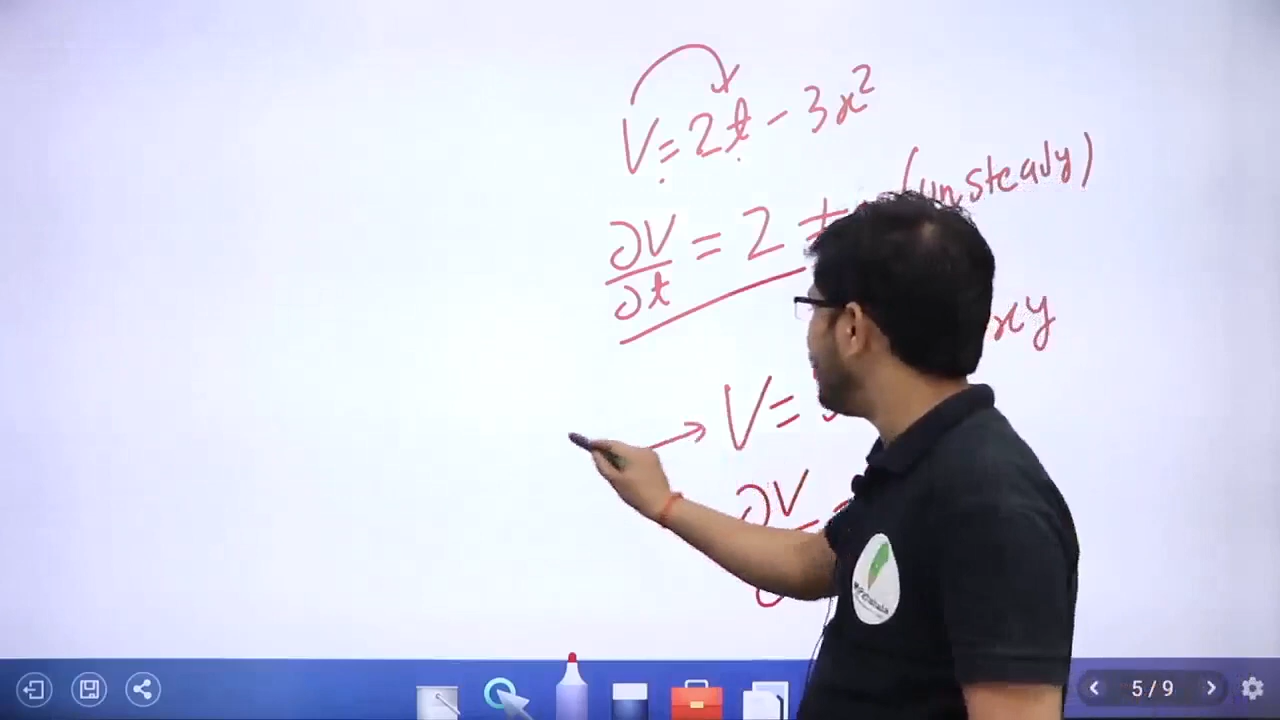 V = 2t - 3x²
(unsteady)
∂V/∂t = 2 ≠
xy
V =
∂V
5 / 9